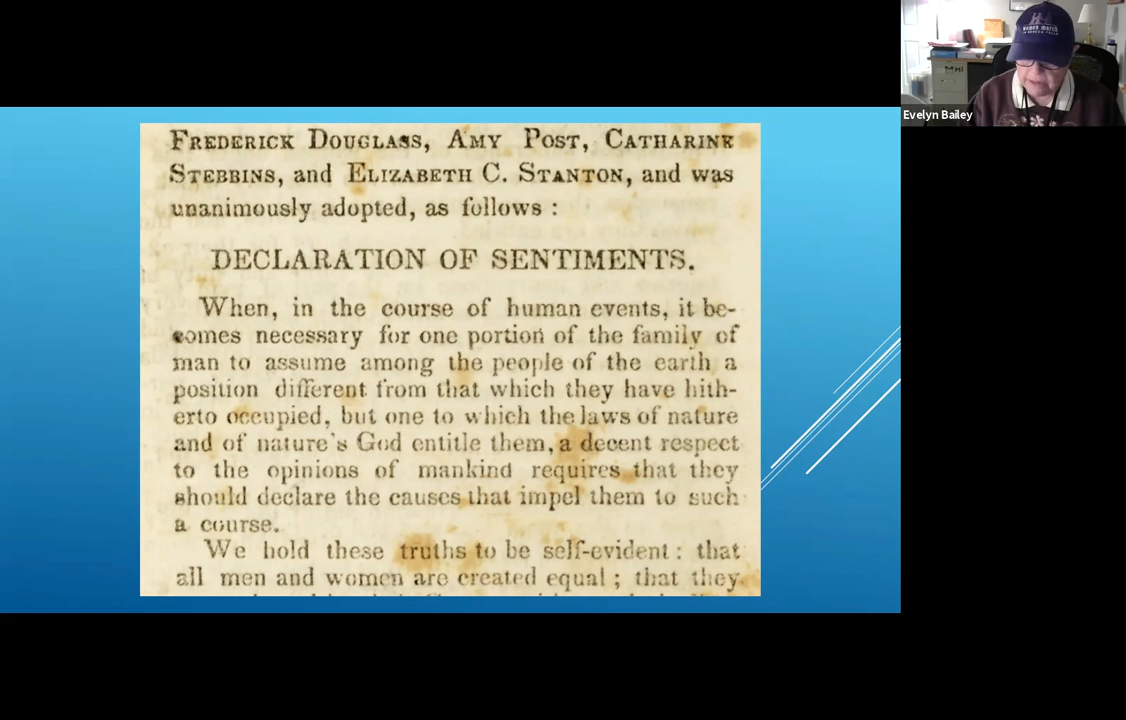 FREDERICK DOUGLASS, AMY POST, CATHARINE
STEBBINS, and ELIZABETH C. STANTON, and was
unanimously adopted, as follows :
DECLARATION OF SENTIMENTS.
When, in the course of human events, it be-
comes necessary for one portion of the family of
man to assume among the people of the earth a
position different from that which they have hith-
erto occupied, but one to which the laws of nature
and of nature's God entitle them, a decent respect
to the opinions of mankind requires that they
should declare the causes that impel them to such
a course.
We hold these truths to be self-evident : that
all men and women are created equal ; that they
women march
Evelyn Bailey